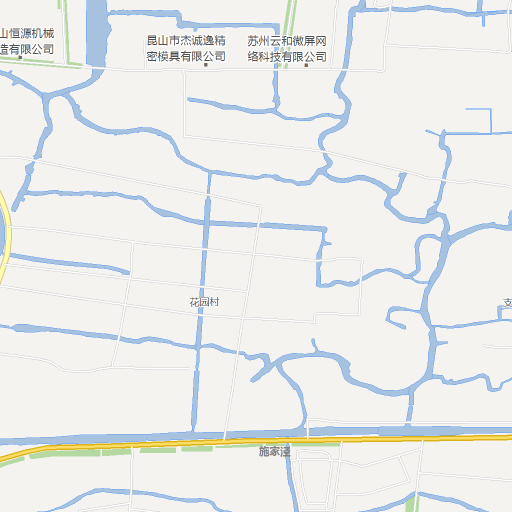 山恒源机械
造有限公司
昆山市杰诚逸精
密模具有限公司
苏州云和微屏网
络科技有限公司
花园村
支
施家泾